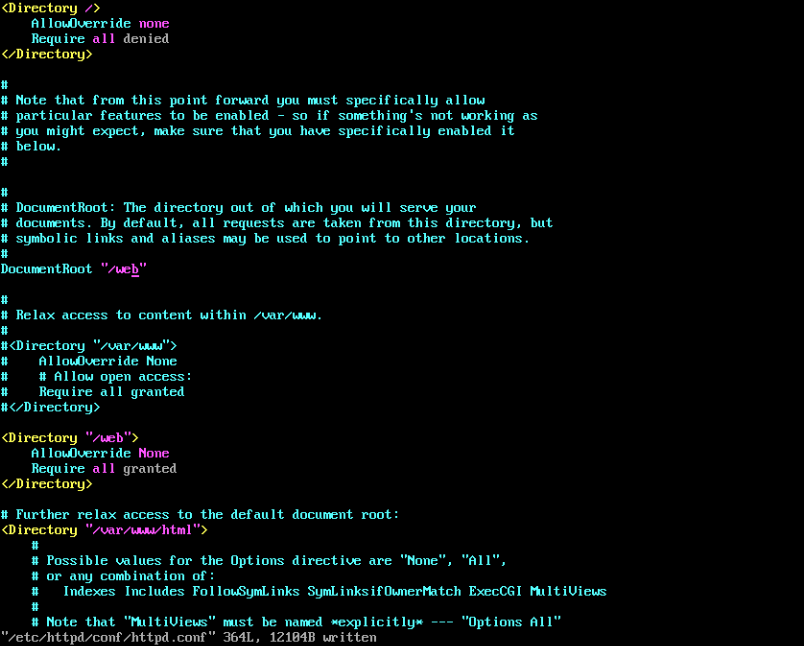 <Directory />
    AllowOverride none
    Require all denied
</Directory>
#
# Note that from this point forward you must specifically allow
# particular features to be enabled - so if something's not working as
# you might expect, make sure that you have specifically enabled it
# below.
#
#
# DocumentRoot: The directory out of which you will serve your
# documents. By default, all requests are taken from this directory, but
# symbolic links and aliases may be used to point to other locations.
#
DocumentRoot "/web"
#
# Relax access to content within /var/www.
#
#<Directory "/var/www">
#    AllowOverride None
#    # Allow open access:
#    Require all granted
#</Directory>
<Directory "/web">
    AllowOverride None
    Require all granted
</Directory>
# Further relax access to the default document root:
<Directory "/var/www/html">
    #
    # Possible values for the Options directive are "None", "All",
    # or any combination of:
    #   Indexes Includes FollowSymLinks SymLinksifOwnerMatch ExecCGI MultiViews
    #
    # Note that "MultiViews" must be named *explicitly* --- "Options All"
"/etc/httpd/conf/httpd.conf" 364L, 12104B written